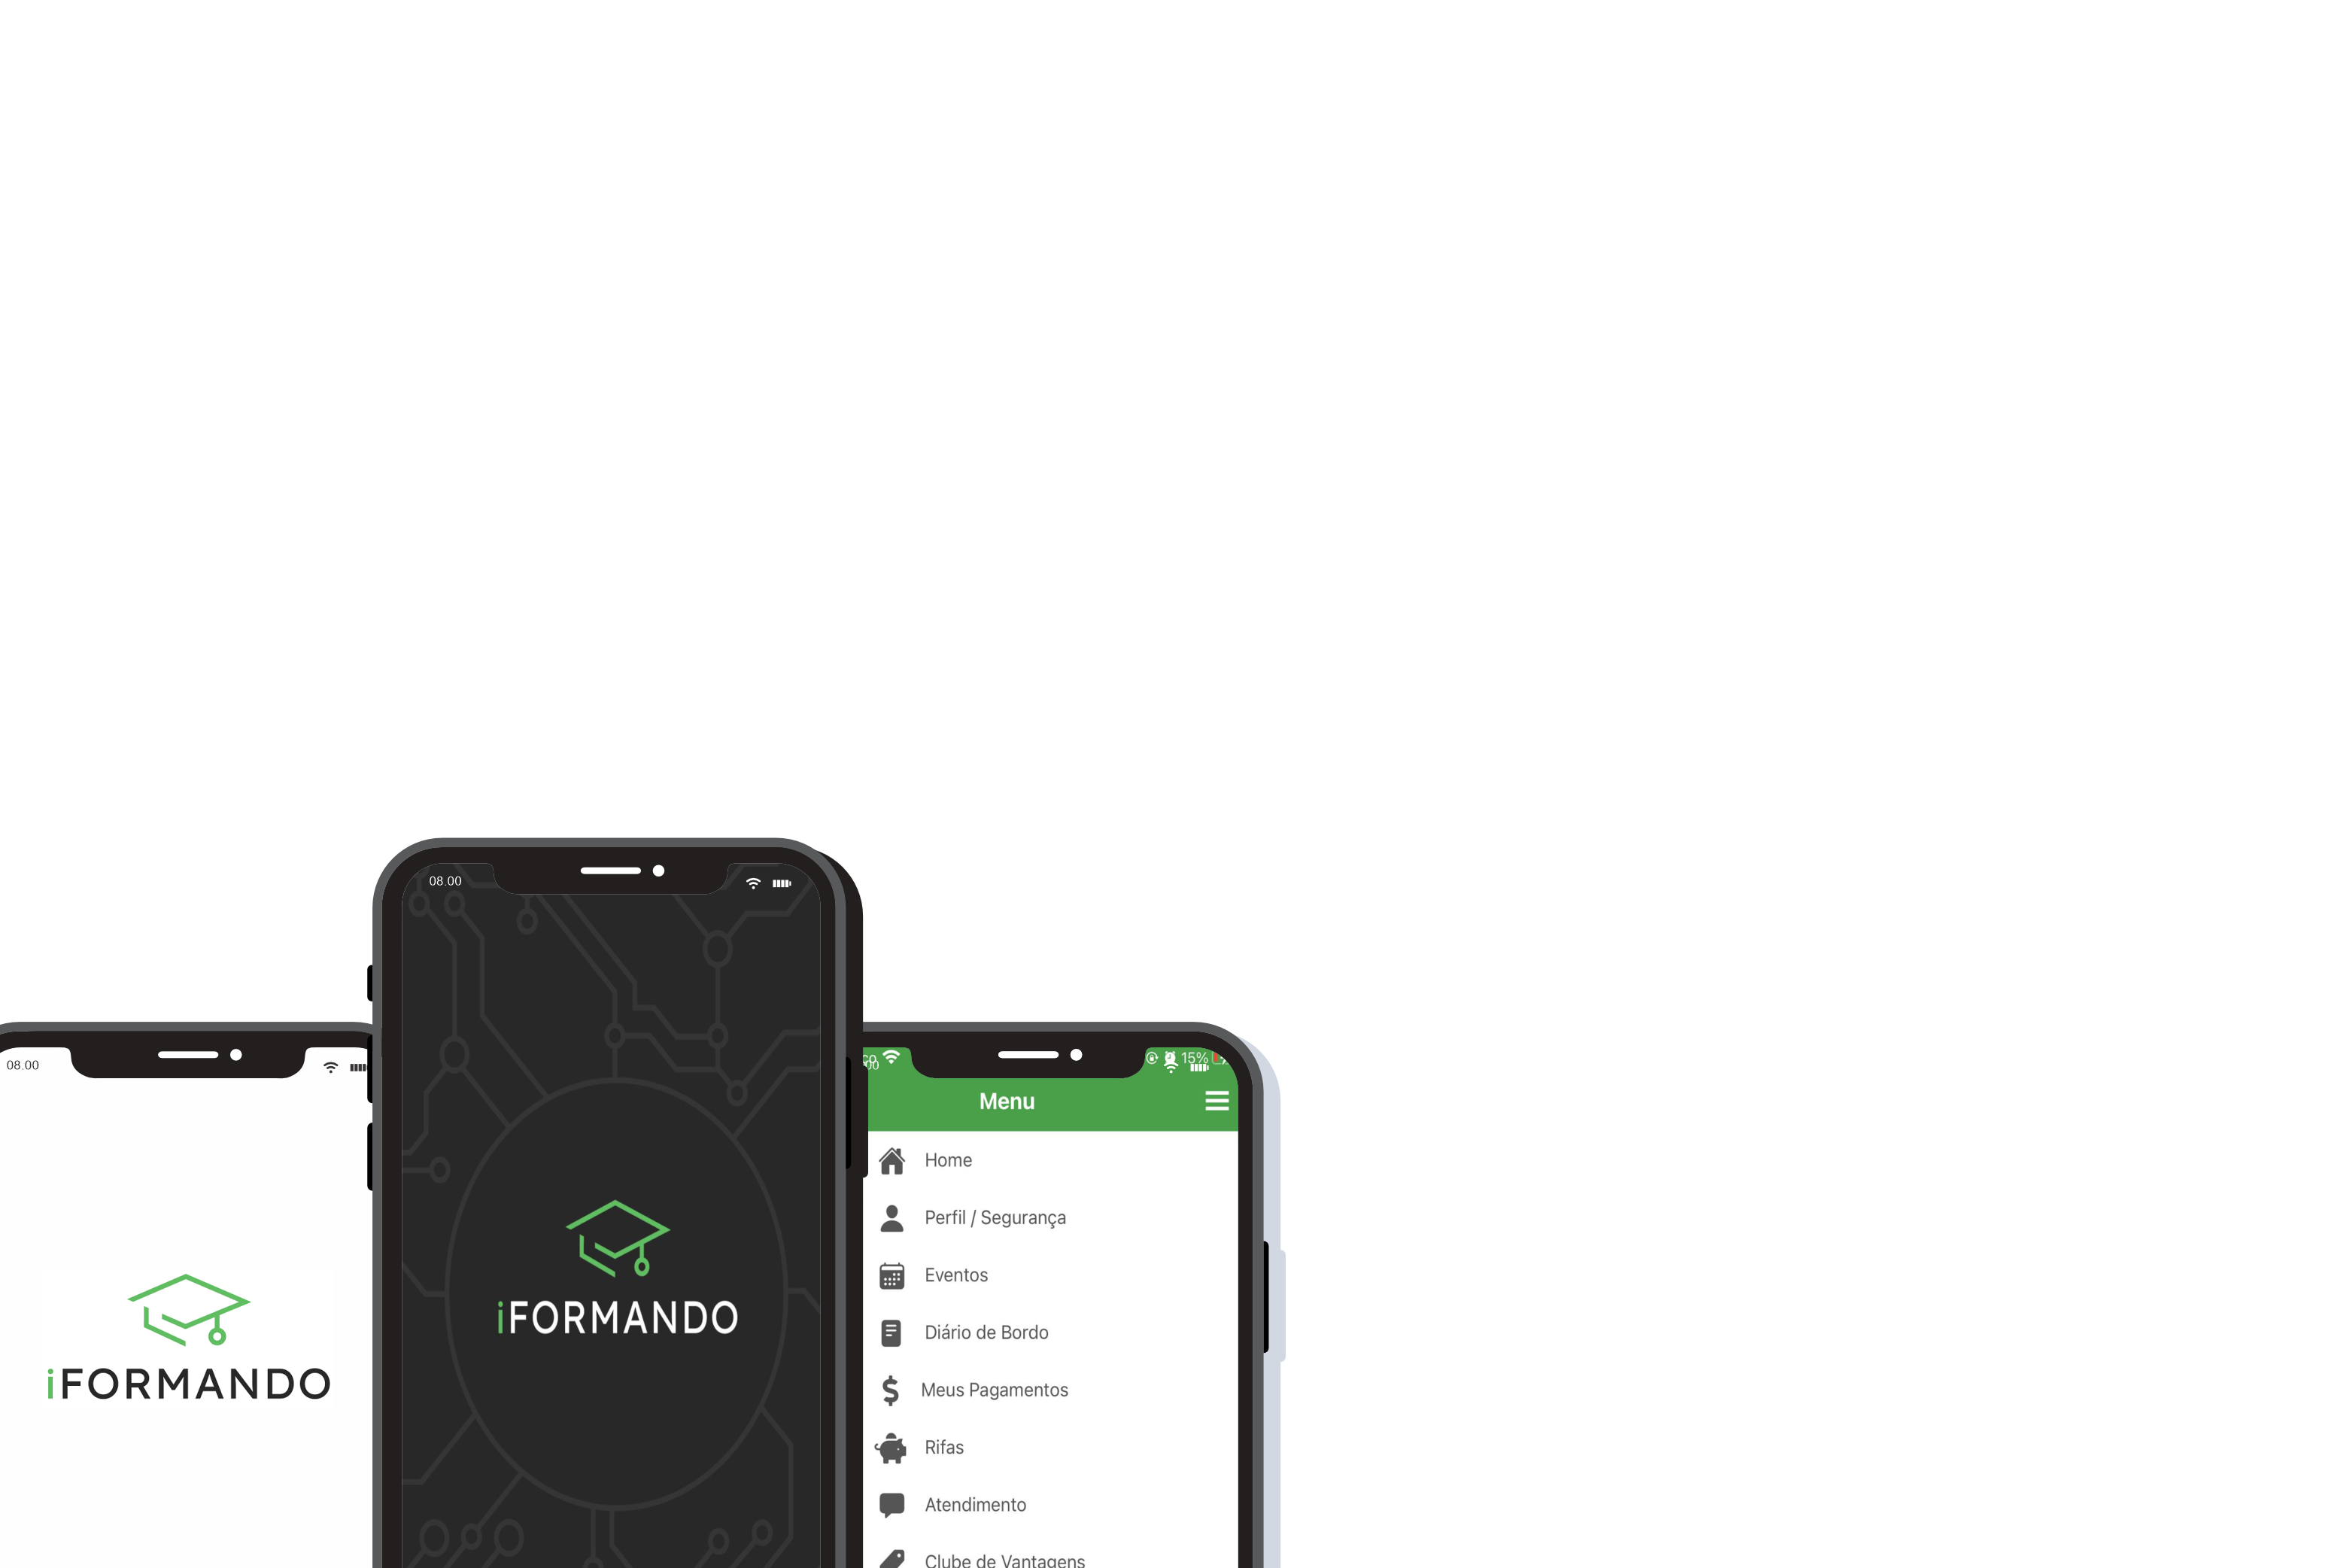 08.00
iFORMANDO
08.00
iFORMANDO
15%
Menu
Home
Perfil / Segurança
Eventos
Diário de Bordo
Meus Pagamentos
Rifas
Atendimento
Clube de Vantagens